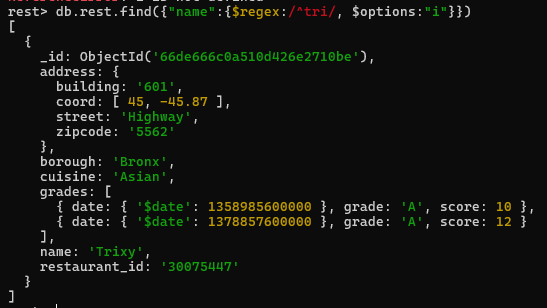 rest> db.rest.find({"name":{$regex:/^tri/, $options:"i"}})
[
  {
    _id: ObjectId('66de666c0a510d426e2710be'),
    address: {
      building: '601',
      coord: [ 45, -45.87 ],
      street: 'Highway',
      zipcode: '5562'
    },
    borough: 'Bronx',
    cuisine: 'Asian',
    grades: [
      { date: { '$date': 1358985600000 }, grade: 'A', score: 10 },
      { date: { '$date': 1378857600000 }, grade: 'A', score: 12 }
    ],
    name: 'Trixy',
    restaurant_id: '30075447'
  }
]